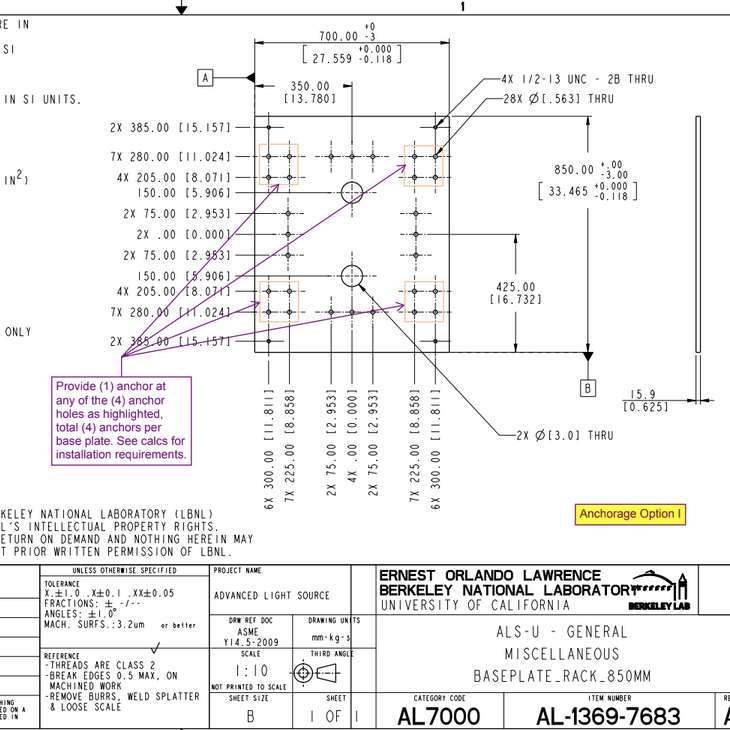 1
RE IN
SI
IN SI UNITS.
IN²)
ONLY
700.00 +0 -3
[27.559 +0.000 -0.118]
A
350.00
[13.780]
4X 1/2-13 UNC - 2B THRU
28X Ø[.563] THRU
2X 385.00 [15.157]
7X 280.00 [11.024]
4X 205.00 [8.071]
150.00 [5.906]
2X 75.00 [2.953]
2X .00 [0.000]
2X 75.00 [2.953]
150.00 [5.906]
4X 205.00 [8.071]
7X 280.00 [11.024]
2X 385.00 [15.157]
850.00 +.00 -3.00
[33.465 +0.000 -0.118]
425.00
[16.732]
B
15.9
[0.625]
2X Ø[3.0] THRU
6X 300.00 [11.811]
7X 225.00 [8.858]
2X 75.00 [2.953]
4X .00 [0.000]
2X 75.00 [2.953]
7X 225.00 [8.858]
6X 300.00 [11.811]
Provide (1) anchor at
any of the (4) anchor
holes as highlighted,
total (4) anchors per
base plate. See calcs for
installation requirements.
Anchorage Option I
KELEY NATIONAL LABORATORY (LBNL)
L'S INTELLECTUAL PROPERTY RIGHTS.
ETURN ON DEMAND AND NOTHING HEREIN MAY
T PRIOR WRITTEN PERMISSION OF LBNL.
UNLESS OTHERWISE SPECIFIED
TOLERANCE
X.±1.0 .X±0.1 .XX±0.05
FRACTIONS: ± -/--
ANGLES: ±1.0°
MACH. SURFS.:3.2um or better
REFERENCE
-THREADS ARE CLASS 2
-BREAK EDGES 0.5 MAX, ON
MACHINED WORK
-REMOVE BURRS, WELD SPLATTER
& LOOSE SCALE
PROJECT NAME
ADVANCED LIGHT SOURCE
DRW REF DOC
ASME
Y14.5-2009
DRAWING UNITS
mm-kg-s
SCALE
1:10
NOT PRINTED TO SCALE
THIRD ANGLE
SHEET SIZE
B
SHEET
1 OF 1
ERNEST ORLANDO LAWRENCE
BERKELEY NATIONAL LABORATORY
UNIVERSITY OF CALIFORNIA
BERKELEY LAB
ALS-U - GENERAL
MISCELLANEOUS
BASEPLATE_RACK_850MM
CATEGORY CODE
AL7000
ITEM NUMBER
AL-1369-7683
RE
A
HING
ED ON A
ED IN